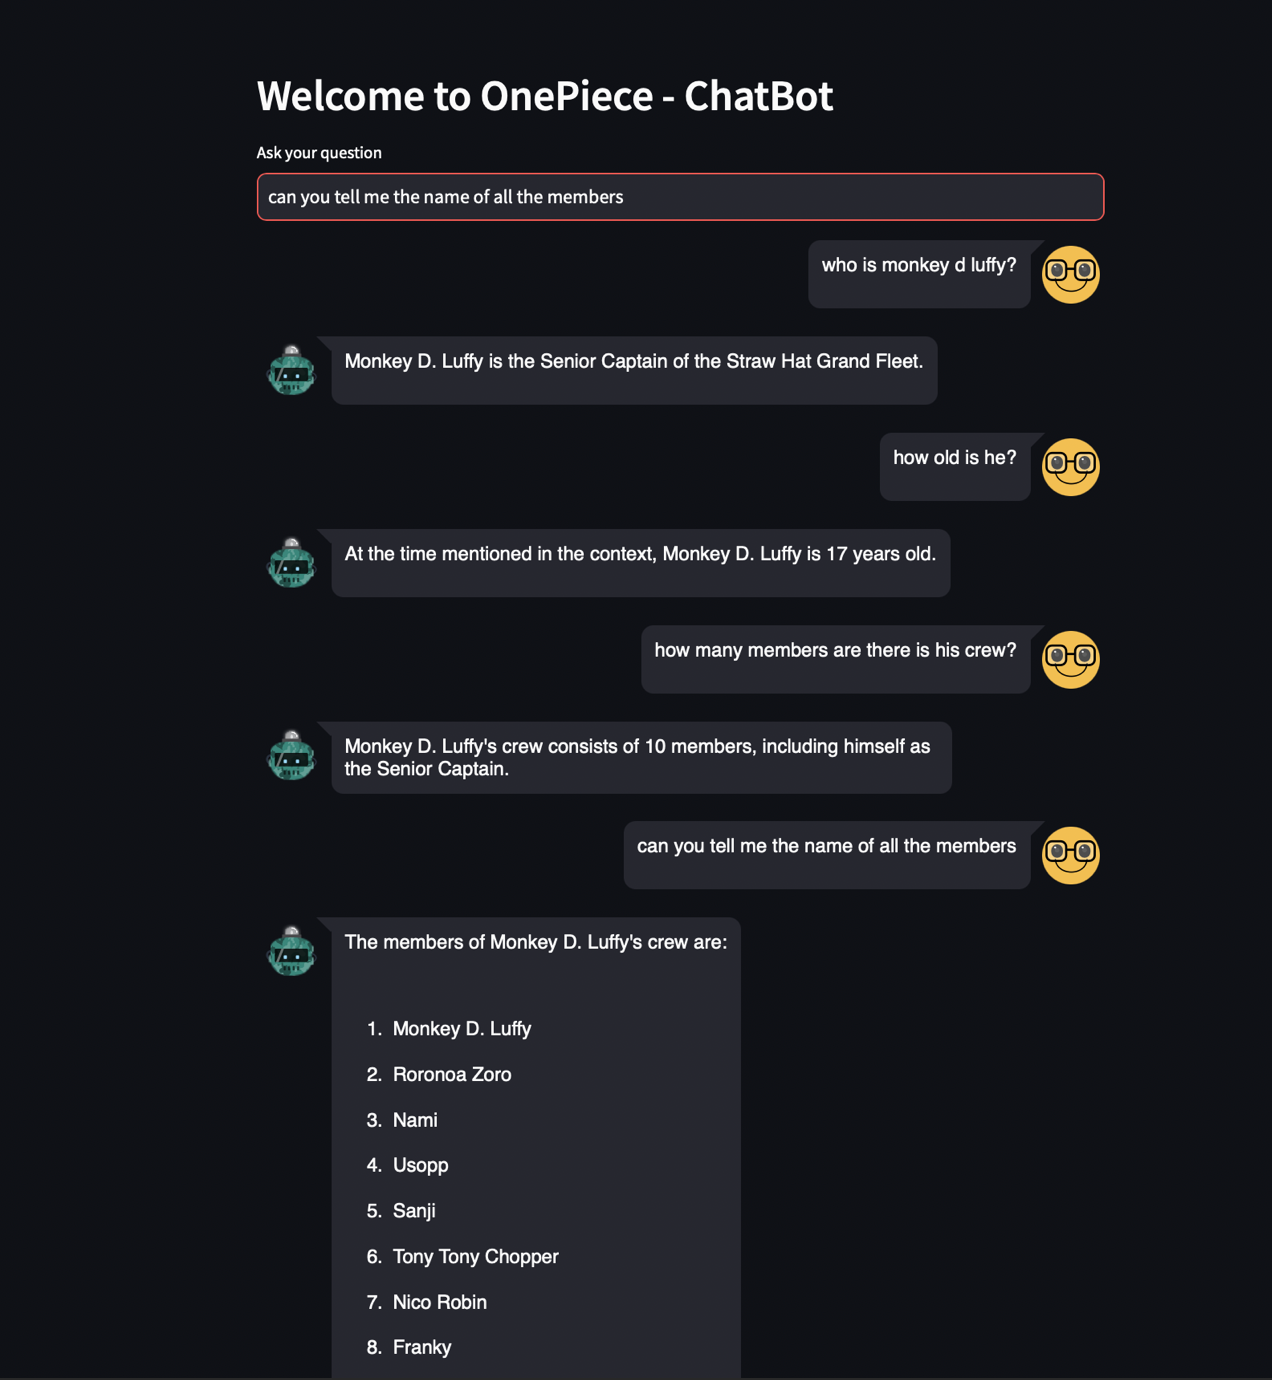 Welcome to OnePiece - ChatBot
Ask your question
can you tell me the name of all the members
who is monkey d luffy?
Monkey D. Luffy is the Senior Captain of the Straw Hat Grand Fleet.
how old is he?
At the time mentioned in the context, Monkey D. Luffy is 17 years old.
how many members are there is his crew?
Monkey D. Luffy's crew consists of 10 members, including himself as
the Senior Captain.
can you tell me the name of all the members
The members of Monkey D. Luffy's crew are:
1. Monkey D. Luffy
2. Roronoa Zoro
3. Nami
4. Usopp
5. Sanji
6. Tony Tony Chopper
7. Nico Robin
8. Franky